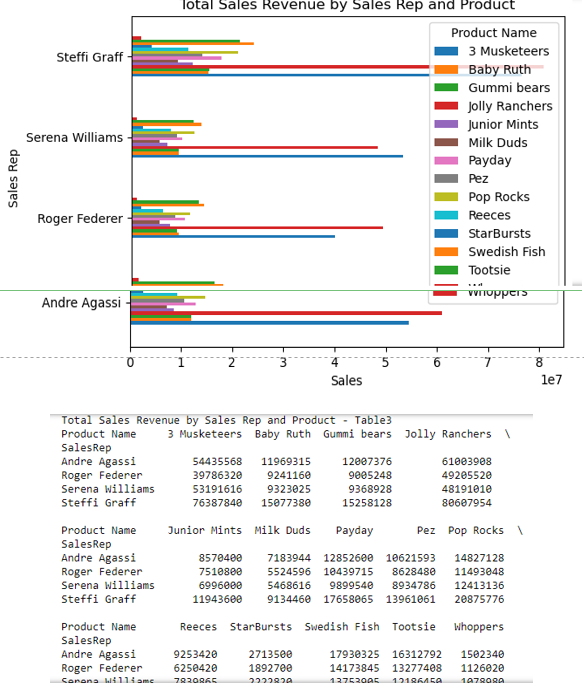 Total Sales Revenue by Sales Rep and Product
Product Name
3 Musketeers
Baby Ruth
Gummi bears
Jolly Ranchers
Junior Mints
Milk Duds
Payday
Pez
Pop Rocks
Reeces
StarBursts
Swedish Fish
Tootsie
Whoppers
Sales Rep
Steffi Graff
Serena Williams
Roger Federer
Andre Agassi
0 1 2 3 4 5 6 7 8
Sales
1e7
Total Sales Revenue by Sales Rep and Product - Table3
Product Name 3 Musketeers Baby Ruth Gummi bears Jolly Ranchers \
SalesRep
Andre Agassi 54435568 11969315 12007376 61003908
Roger Federer 39786320 9241160 9005248 49205520
Serena Williams 53191616 9323025 9368928 48191010
Steffi Graff 76387840 15077380 15258128 80607954
Product Name Junior Mints Milk Duds Payday Pez Pop Rocks \
SalesRep
Andre Agassi 8570400 7183944 12852600 10621593 14827128
Roger Federer 7510800 5524596 10439715 8628480 11493048
Serena Williams 6996000 5468616 9899540 8934786 12413136
Steffi Graff 11943600 9134460 17658065 13961061 20875776
Product Name Reeces StarBursts Swedish Fish Tootsie Whoppers
SalesRep
Andre Agassi 9253420 2713500 17930325 16312792 1502340
Roger Federer 6250420 1892700 14173845 13277408 1126020
Serena Williams 7839865 2222820 13753905 12186450 1078980